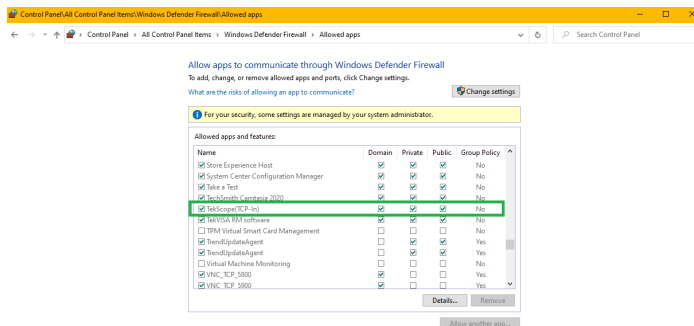 Control Panel\All Control Panel Items\Windows Defender Firewall\Allowed apps
Control Panel > All Control Panel Items > Windows Defender Firewall > Allowed apps
Search Control Panel
Allow apps to communicate through Windows Defender Firewall
To add, change, or remove allowed apps and ports, click Change settings.
What are the risks of allowing an app to communicate?
Change settings
For your security, some settings are managed by your system administrator.
Allowed apps and features:
Name Domain Private Public Group Policy
Store Experience Host No
System Center Configuration Manager No
Take a Test No
TechSmith Camtasia 2020 No
TekScope(TCP-In) No
TekVISA RM software No
TPM Virtual Smart Card Management No
TrendUpdateAgent Yes
TrendUpdateAgent Yes
Virtual Machine Monitoring No
VNC_TCP_5800 Yes
VNC_TCP_5900 Yes
Details... Remove
Allow another app...